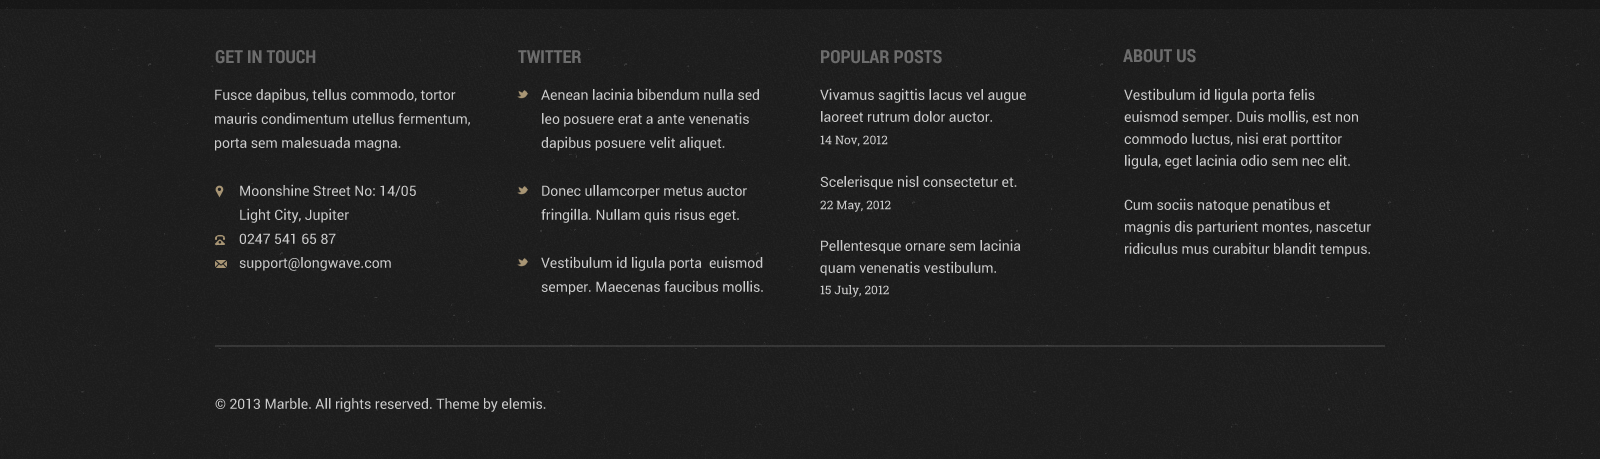 GET IN TOUCH
Fusce dapibus, tellus commodo, tortor
mauris condimentum utellus fermentum,
porta sem malesuada magna.
Moonshine Street No: 14/05
Light City, Jupiter
0247 541 65 87
support@longwave.com
TWITTER
Aenean lacinia bibendum nulla sed
leo posuere erat a ante venenatis
dapibus posuere velit aliquet.
Donec ullamcorper metus auctor
fringilla. Nullam quis risus eget.
Vestibulum id ligula porta  euismod
semper. Maecenas faucibus mollis.
POPULAR POSTS
Vivamus sagittis lacus vel augue
laoreet rutrum dolor auctor.
14 Nov, 2012
Scelerisque nisl consectetur et.
22 May, 2012
Pellentesque ornare sem lacinia
quam venenatis vestibulum.
15 July, 2012
ABOUT US
Vestibulum id ligula porta felis
euismod semper. Duis mollis, est non
commodo luctus, nisi erat porttitor
ligula, eget lacinia odio sem nec elit.
Cum sociis natoque penatibus et
magnis dis parturient montes, nascetur
ridiculus mus curabitur blandit tempus.
© 2013 Marble. All rights reserved. Theme by elemis.